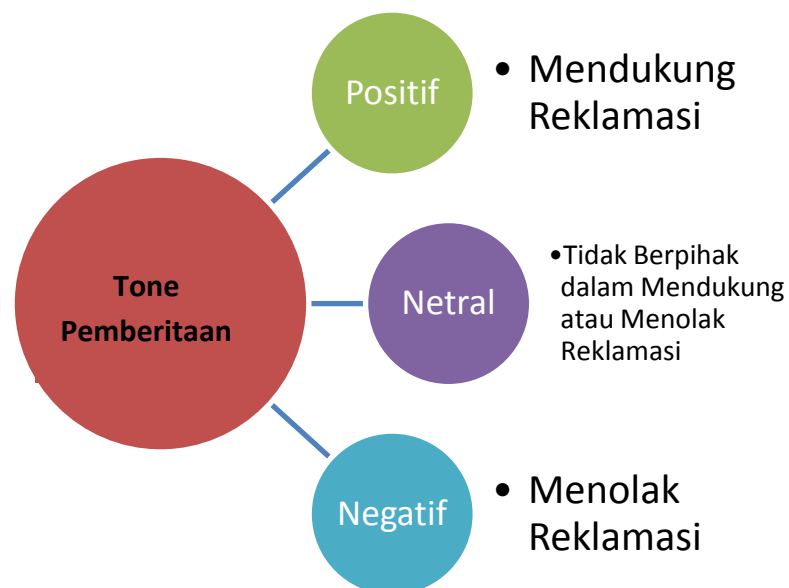 Positif
• Mendukung
Reklamasi
Tone
Pemberitaan
Netral
•Tidak Berpihak
dalam Mendukung
atau Menolak
Reklamasi
Negatif
• Menolak
Reklamasi